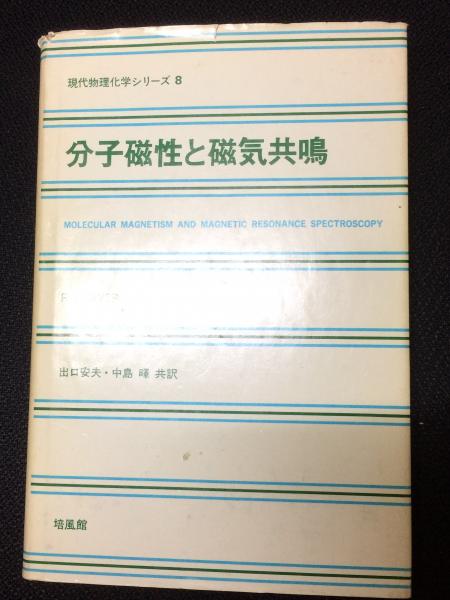 現代物理化学シリーズ 8
分子磁性と磁気共鳴
MOLECULAR MAGNETISM AND MAGNETIC RESONANCE SPECTROSCOPY
出口安夫・中島 暉 共訳
培風館